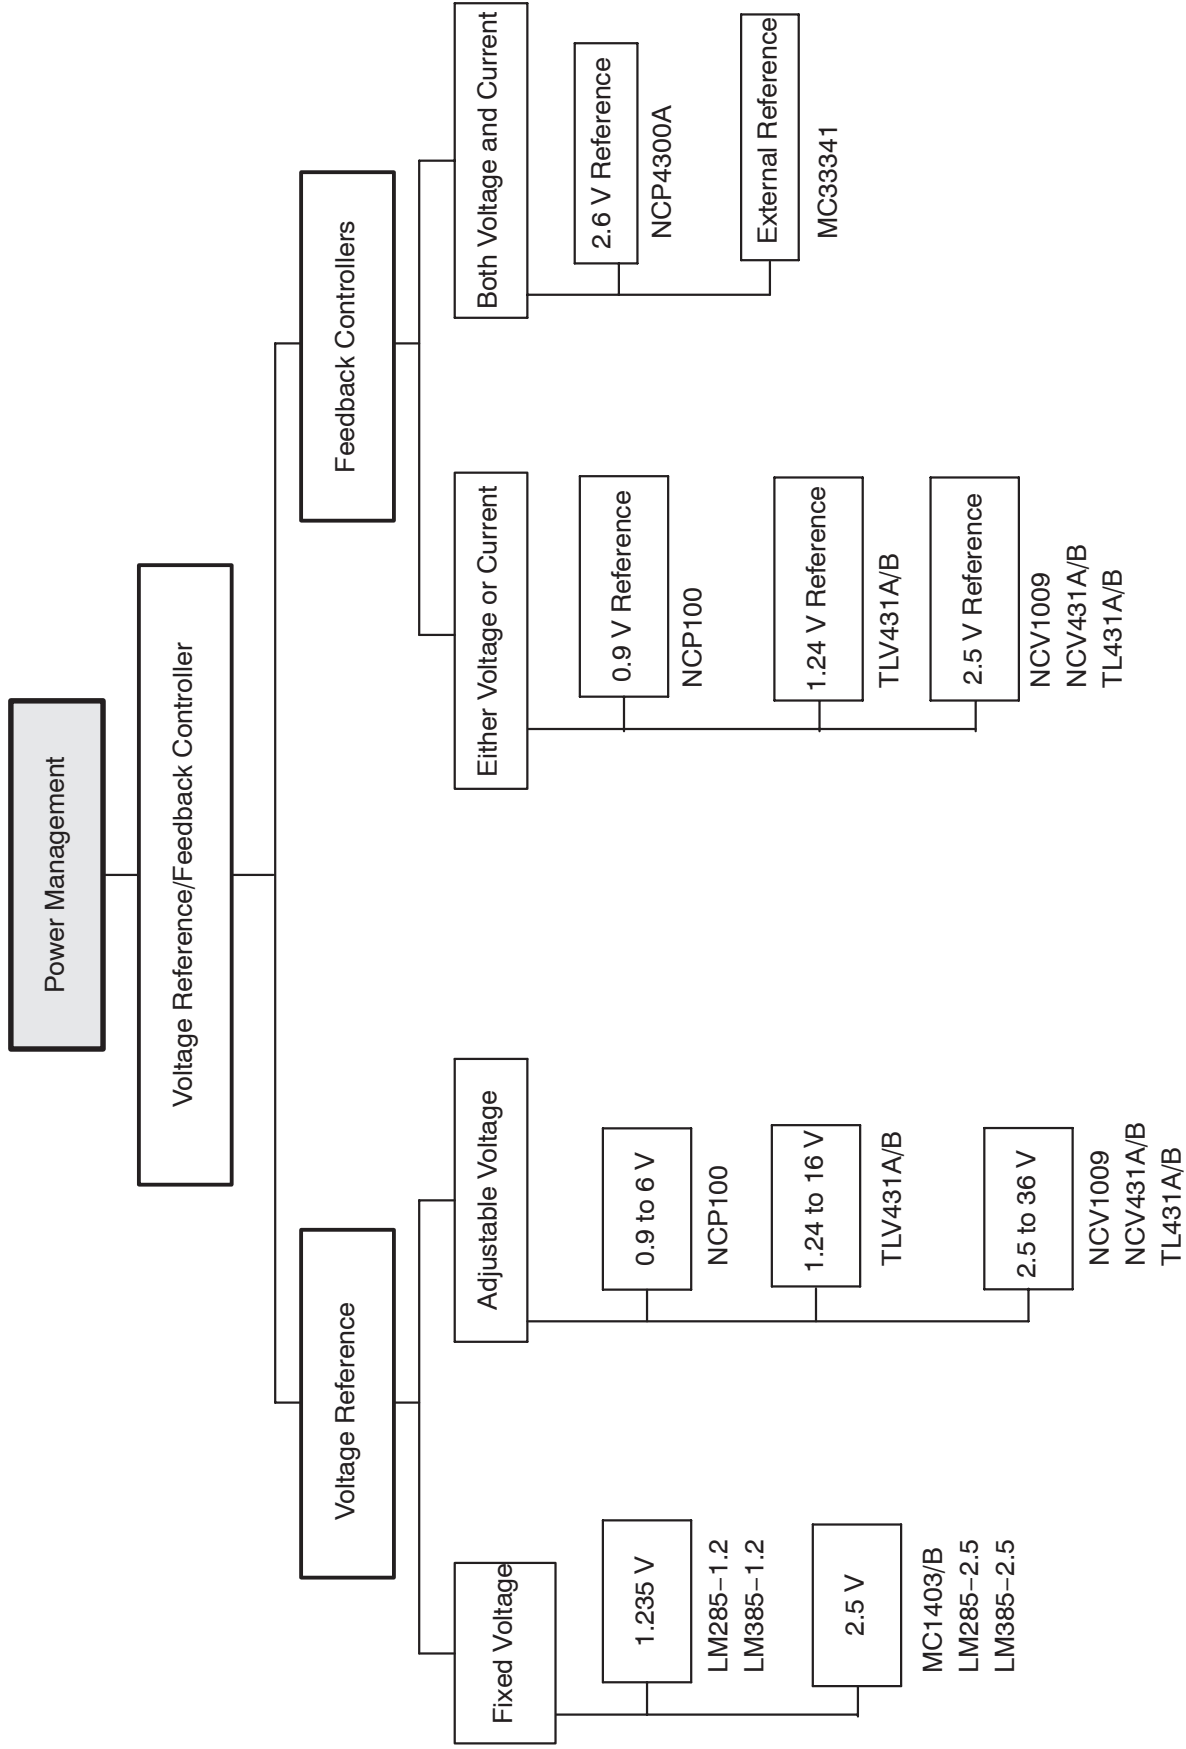 Power Management
Voltage Reference/Feedback Controller
Voltage Reference
Feedback Controllers
Fixed Voltage
1.235 V
LM285−1.2
LM385−1.2
2.5 V
MC1403/B
LM285−2.5
LM385−2.5
Adjustable Voltage
0.9 to 6 V
NCP100
1.24 to 16 V
TLV431A/B
2.5 to 36 V
NCV1009
NCV431A/B
TL431A/B
Either Voltage or Current
0.9 V Reference
NCP100
1.24 V Reference
TLV431A/B
2.5 V Reference
NCV1009
NCV431A/B
TL431A/B
Both Voltage and Current
2.6 V Reference
NCP4300A
External Reference
MC33341